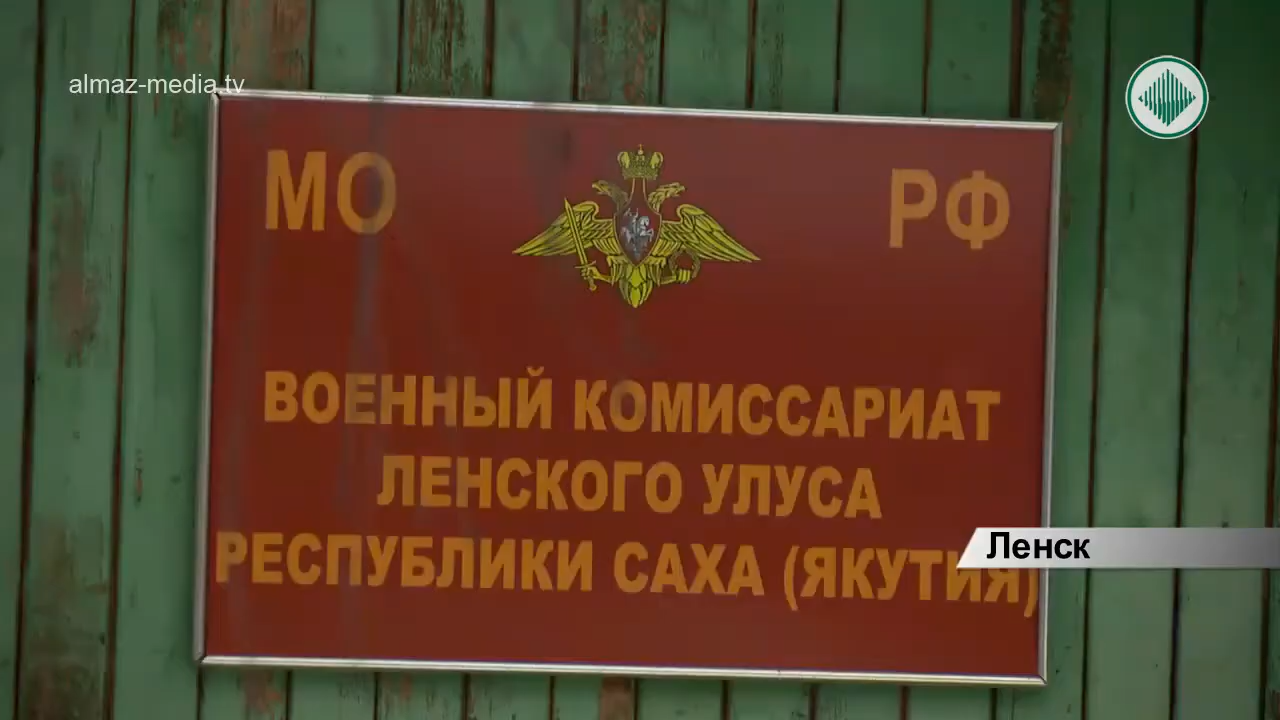 almaz-media.tv
МО РФ
ВОЕННЫЙ КОМИССАРИАТ
ЛЕНСКОГО УЛУСА
РЕСПУБЛИКИ САХА (ЯКУТИЯ)
Ленск